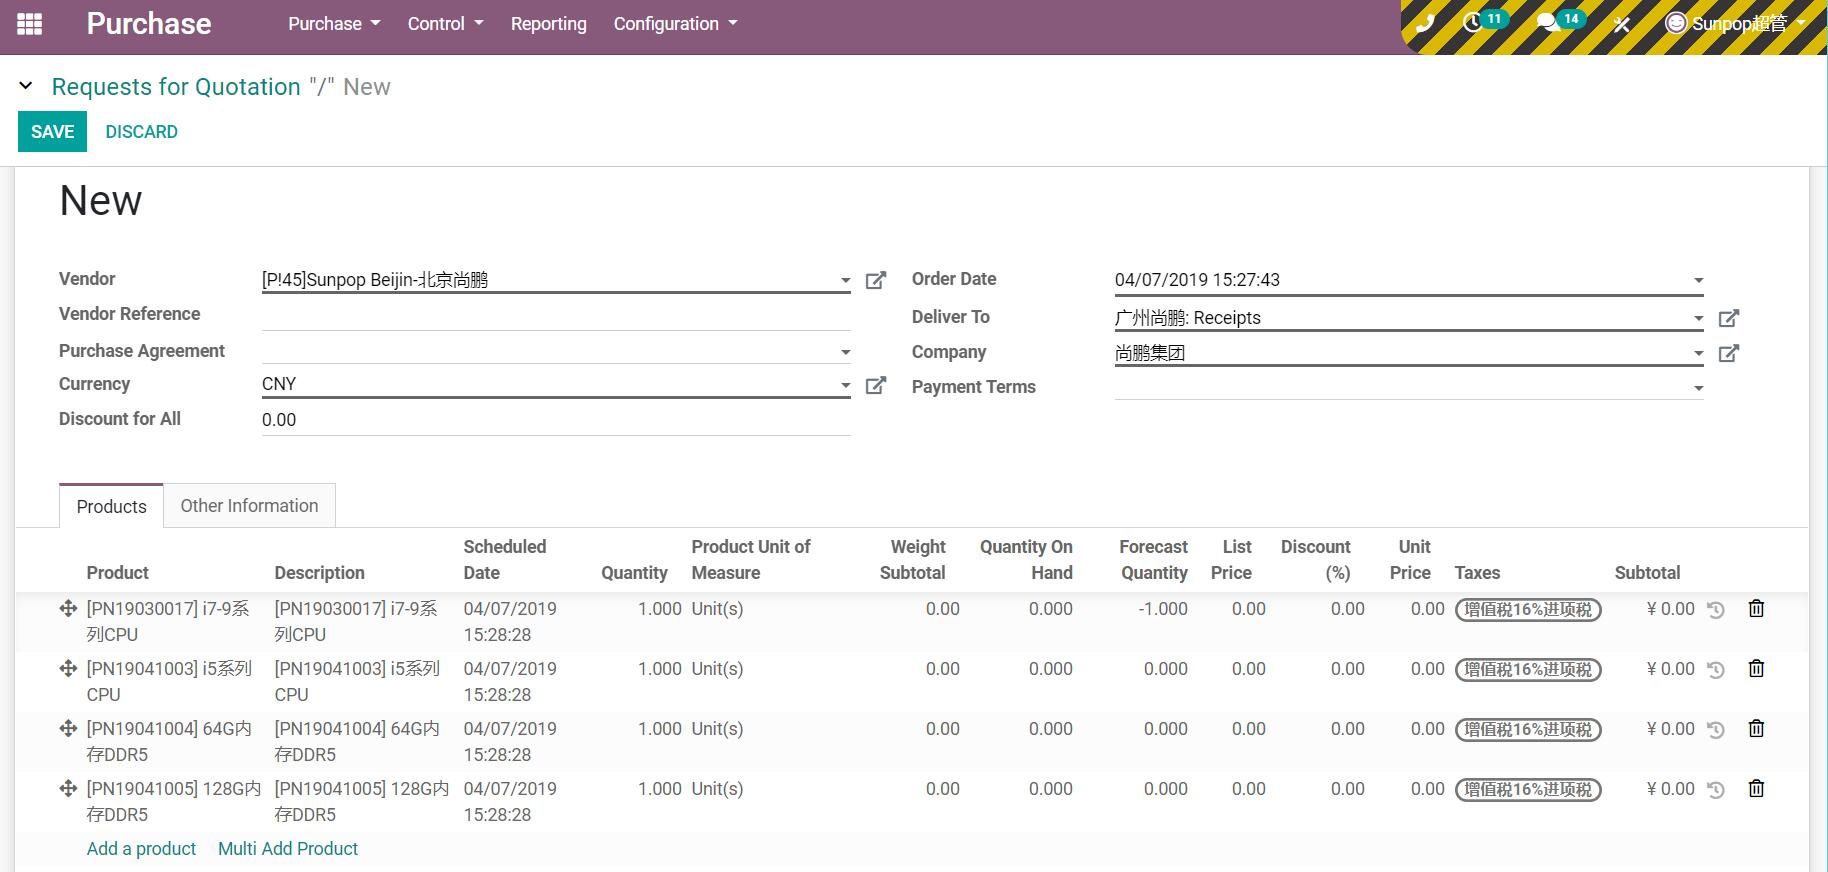 Purchase Purchase Control Reporting Configuration 11 14 Sunpop超管
Requests for Quotation "/" New
SAVE DISCARD
New
Vendor [P!45]Sunpop Beijin-北京尚鹏 Order Date 04/07/2019 15:27:43
Vendor Reference Deliver To 广州尚鹏: Receipts
Purchase Agreement Company 尚鹏集团
Currency CNY Payment Terms
Discount for All 0.00
Products Other Information
Scheduled Product Unit of Weight Quantity On Forecast List Discount Unit
Product Description Date Quantity Measure Subtotal Hand Quantity Price (%) Price Taxes Subtotal
[PN19030017] i7-9系 [PN19030017] i7-9系 04/07/2019 1.000 Unit(s) 0.00 0.000 -1.000 0.00 0.00 0.00 增值税16%进项税 ¥ 0.00
列CPU 列CPU 15:28:28
[PN19041003] i5系列 [PN19041003] i5系列 04/07/2019 1.000 Unit(s) 0.00 0.000 0.000 0.00 0.00 0.00 增值税16%进项税 ¥ 0.00
CPU CPU 15:28:28
[PN19041004] 64G内 [PN19041004] 64G内 04/07/2019 1.000 Unit(s) 0.00 0.000 0.000 0.00 0.00 0.00 增值税16%进项税 ¥ 0.00
存DDR5 存DDR5 15:28:28
[PN19041005] 128G内 [PN19041005] 128G内 04/07/2019 1.000 Unit(s) 0.00 0.000 0.000 0.00 0.00 0.00 增值税16%进项税 ¥ 0.00
存DDR5 存DDR5 15:28:28
Add a product Multi Add Product